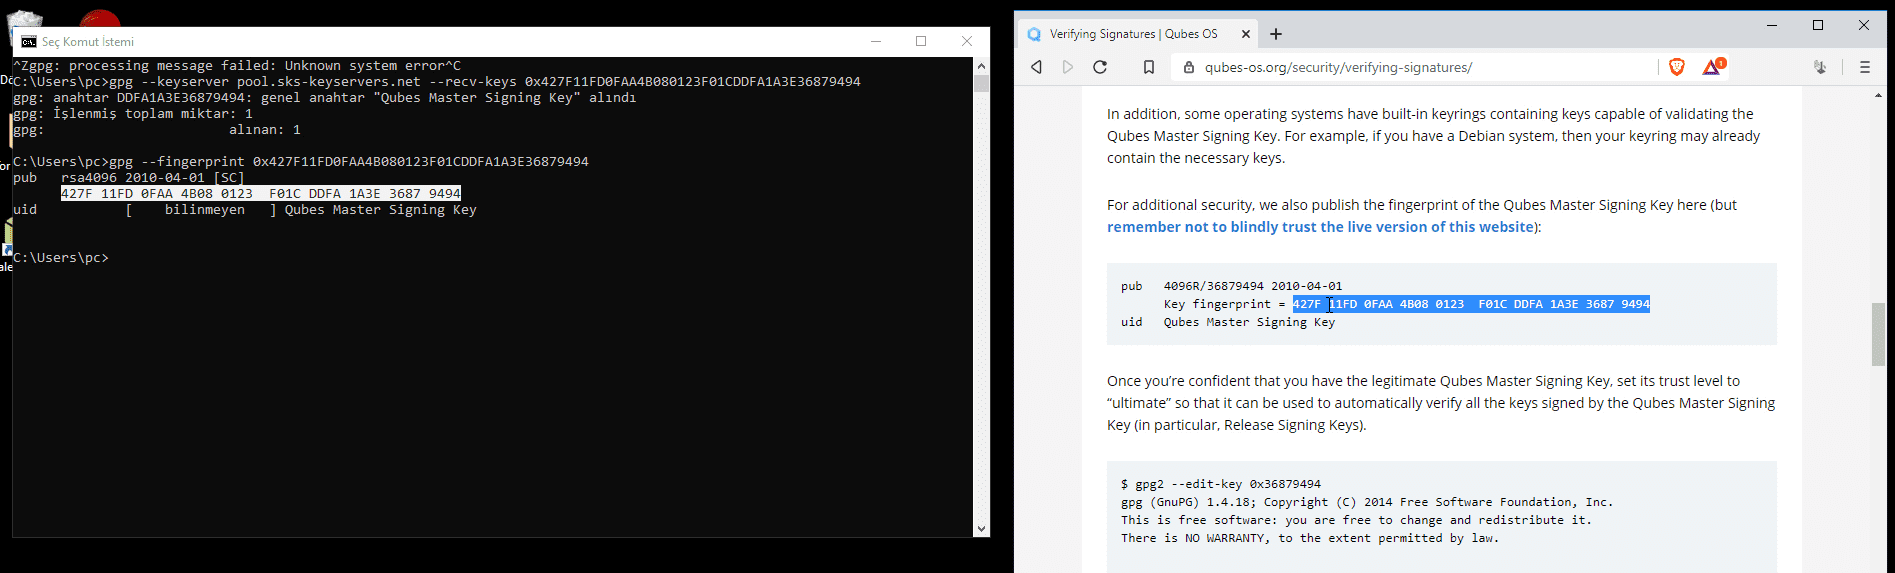 Seç Komut İstemi
^Zgpg: processing message failed: Unknown system error^C
C:\Users\pc>gpg --keyserver pool.sks-keyservers.net --recv-keys 0x427F11FD0FAA4B080123F01CDDFA1A3E36879494
gpg: anahtar DDFA1A3E36879494: genel anahtar "Qubes Master Signing Key" alındı
gpg: İşlenmiş toplam miktar: 1
gpg:                       alınan: 1
C:\Users\pc>gpg --fingerprint 0x427F11FD0FAA4B080123F01CDDFA1A3E36879494
pub   rsa4096 2010-04-01 [SC]
      427F 11FD 0FAA 4B08 0123  F01C DDFA 1A3E 3687 9494
uid           [    bilinmeyen   ] Qubes Master Signing Key
C:\Users\pc>
Verifying Signatures | Qubes OS
qubes-os.org/security/verifying-signatures/
1
In addition, some operating systems have built-in keyrings containing keys capable of validating the
Qubes Master Signing Key. For example, if you have a Debian system, then your keyring may already
contain the necessary keys.
For additional security, we also publish the fingerprint of the Qubes Master Signing Key here (but
remember not to blindly trust the live version of this website):
pub   4096R/36879494 2010-04-01
      Key fingerprint = 427F 11FD 0FAA 4B08 0123  F01C DDFA 1A3E 3687 9494
uid   Qubes Master Signing Key
Once you’re confident that you have the legitimate Qubes Master Signing Key, set its trust level to
“ultimate” so that it can be used to automatically verify all the keys signed by the Qubes Master Signing
Key (in particular, Release Signing Keys).
$ gpg2 --edit-key 0x36879494
gpg (GnuPG) 1.4.18; Copyright (C) 2014 Free Software Foundation, Inc.
This is free software: you are free to change and redistribute it.
There is NO WARRANTY, to the extent permitted by law.